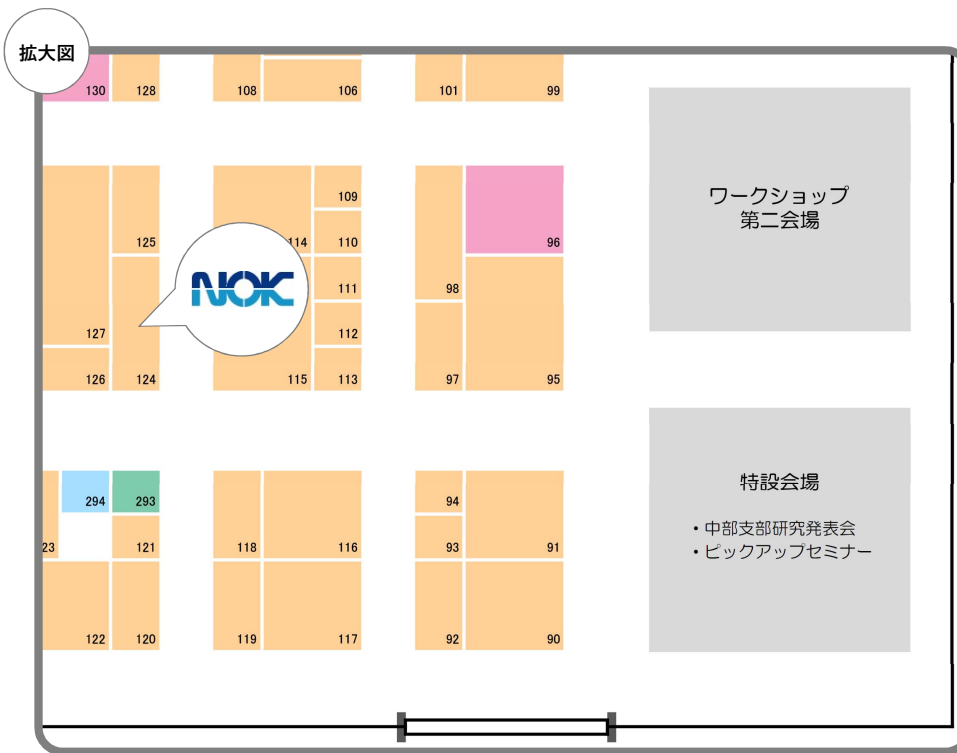 拡大図
130 128 108 106 101 99
109
125 114 110 96
NOK
111 98
127 112
126 124 115 113 97 95
ワークショップ
第二会場
294 293 94
23 121 118 116 93 91
122 120 119 117 92 90
特設会場
・中部支部研究発表会
・ピックアップセミナー